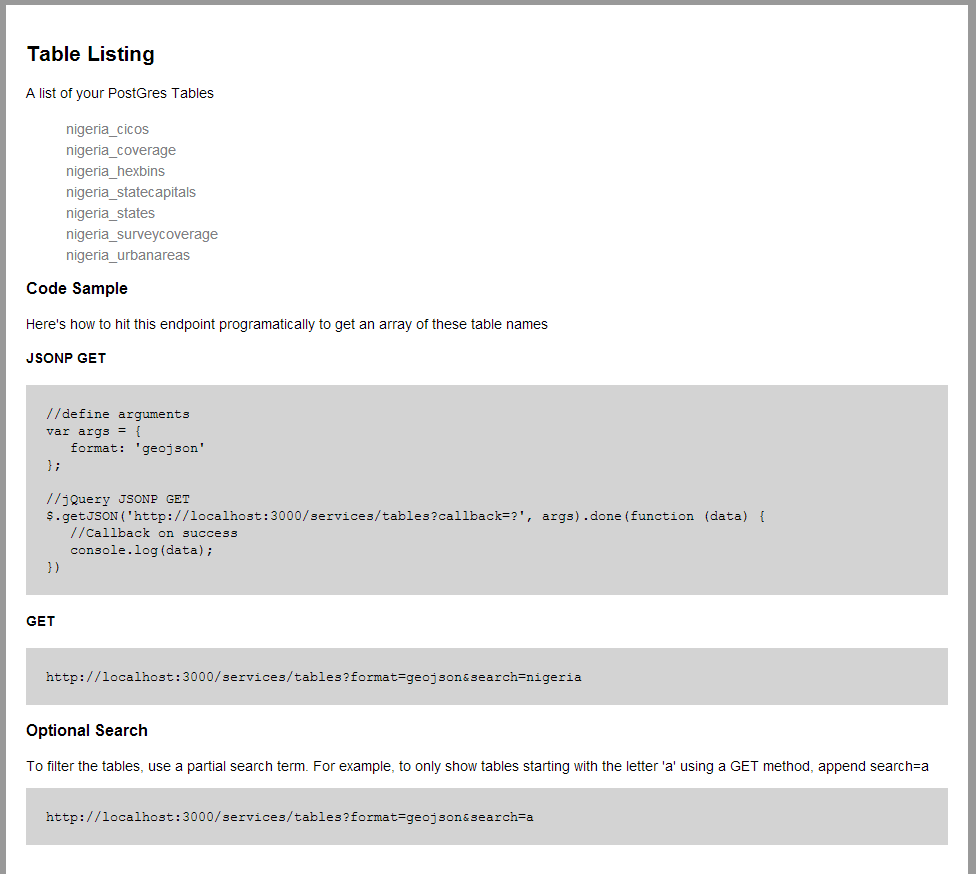 Table Listing
A list of your PostGres Tables
nigeria_cicos
nigeria_coverage
nigeria_hexbins
nigeria_statecapitals
nigeria_states
nigeria_surveycoverage
nigeria_urbanareas
Code Sample
Here's how to hit this endpoint programatically to get an array of these table names
JSONP GET
//define arguments
var args = {
   format: 'geojson'
};
//jQuery JSONP GET
$.getJSON('http://localhost:3000/services/tables?callback=?', args).done(function (data) {
   //Callback on success
   console.log(data);
})
GET
http://localhost:3000/services/tables?format=geojson&search=nigeria
Optional Search
To filter the tables, use a partial search term. For example, to only show tables starting with the letter 'a' using a GET method, append search=a
http://localhost:3000/services/tables?format=geojson&search=a